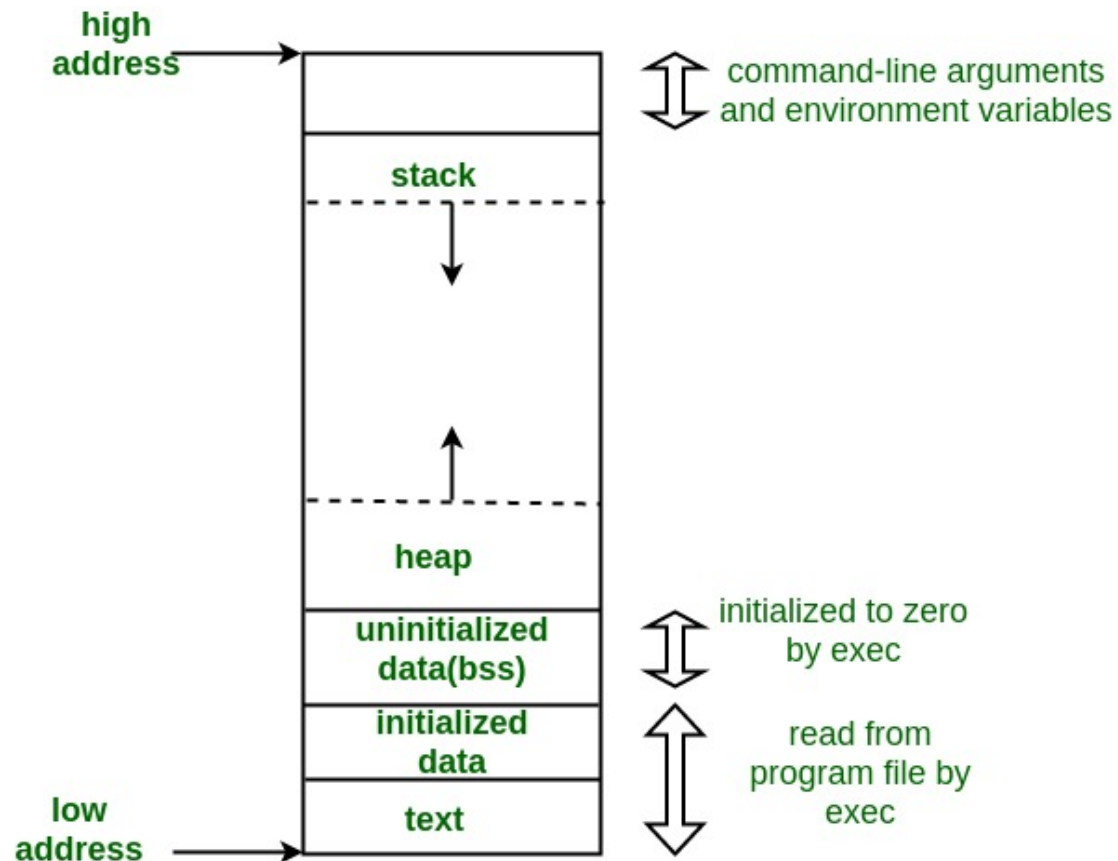 high
address
command-line arguments
and environment variables
stack
heap
uninitialized
data(bss)
initialized to zero
by exec
initialized
data
read from
program file by
exec
text
low
address